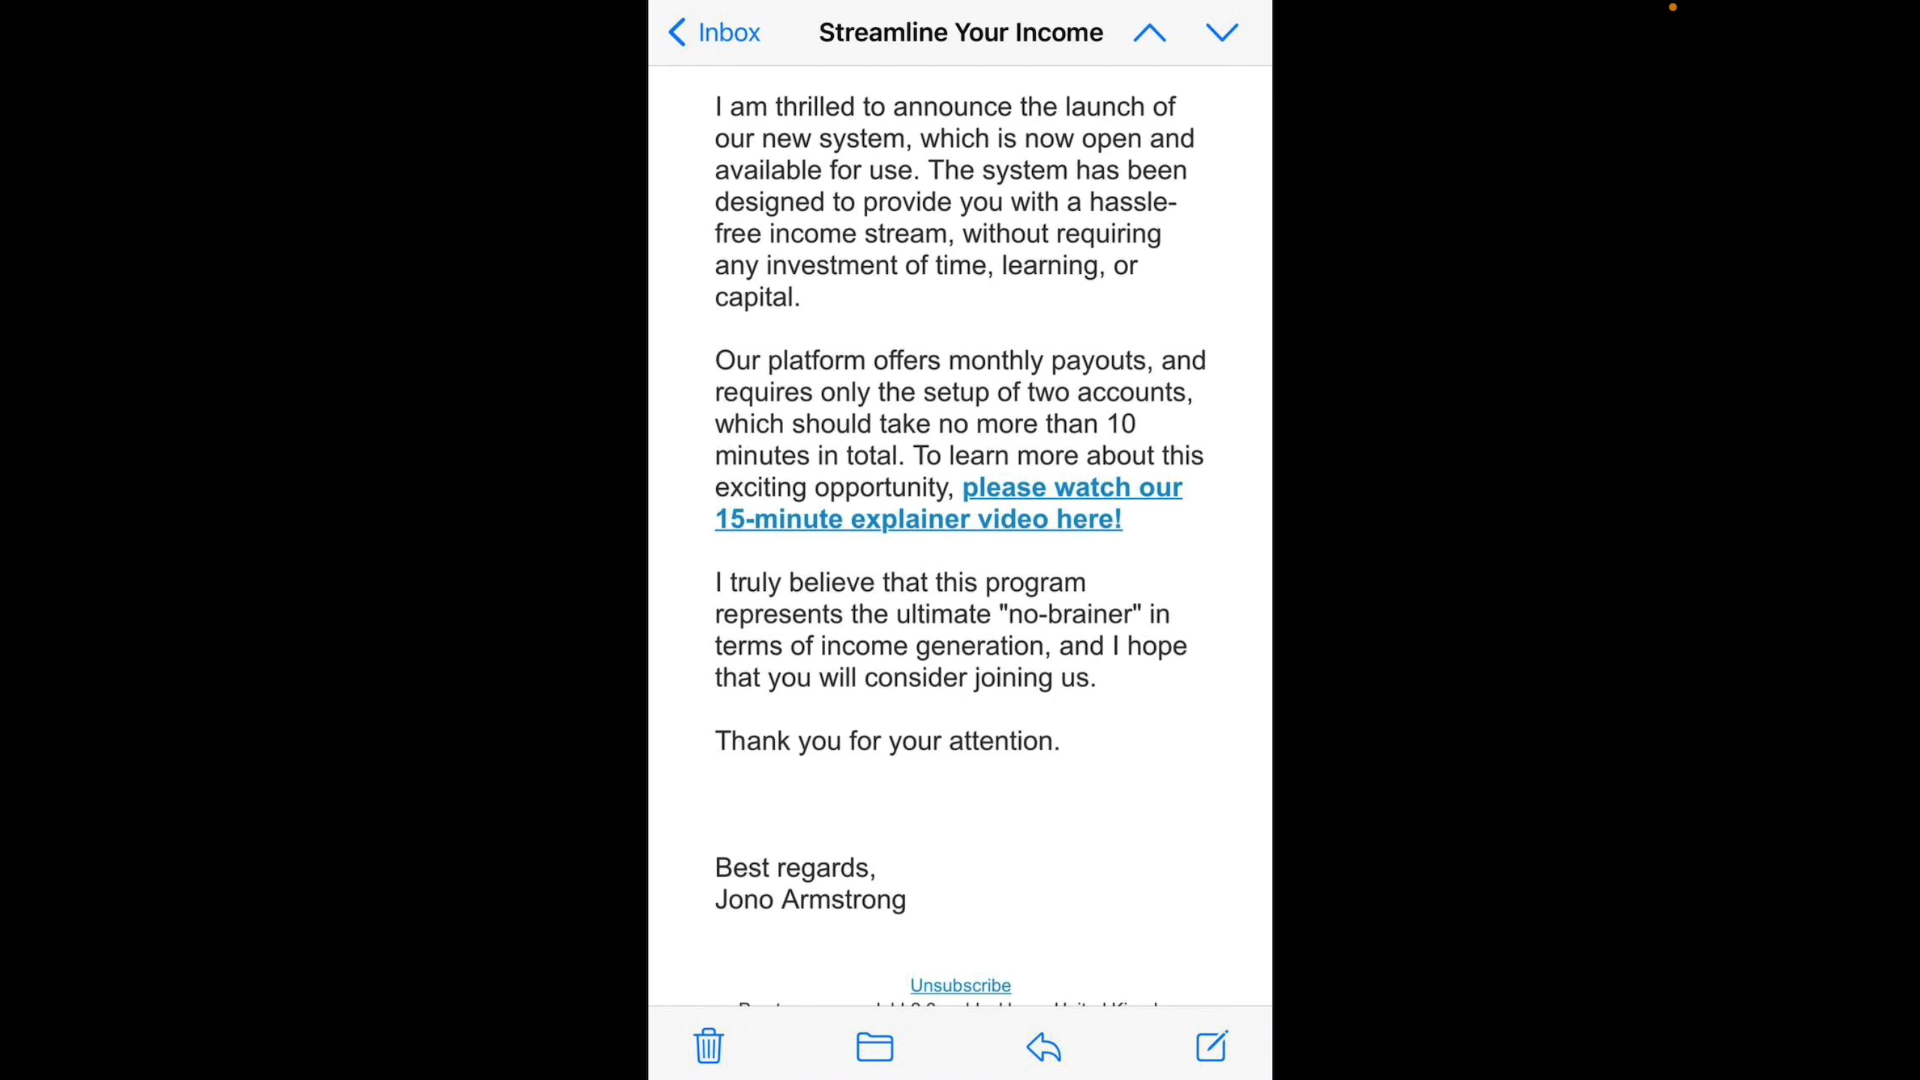 Inbox
Streamline Your Income
I am thrilled to announce the launch of
our new system, which is now open and
available for use. The system has been
designed to provide you with a hassle-
free income stream, without requiring
any investment of time, learning, or
capital.
Our platform offers monthly payouts, and
requires only the setup of two accounts,
which should take no more than 10
minutes in total. To learn more about this
exciting opportunity, please watch our
15-minute explainer video here!
I truly believe that this program
represents the ultimate "no-brainer" in
terms of income generation, and I hope
that you will consider joining us.
Thank you for your attention.
Best regards,
Jono Armstrong
Unsubscribe